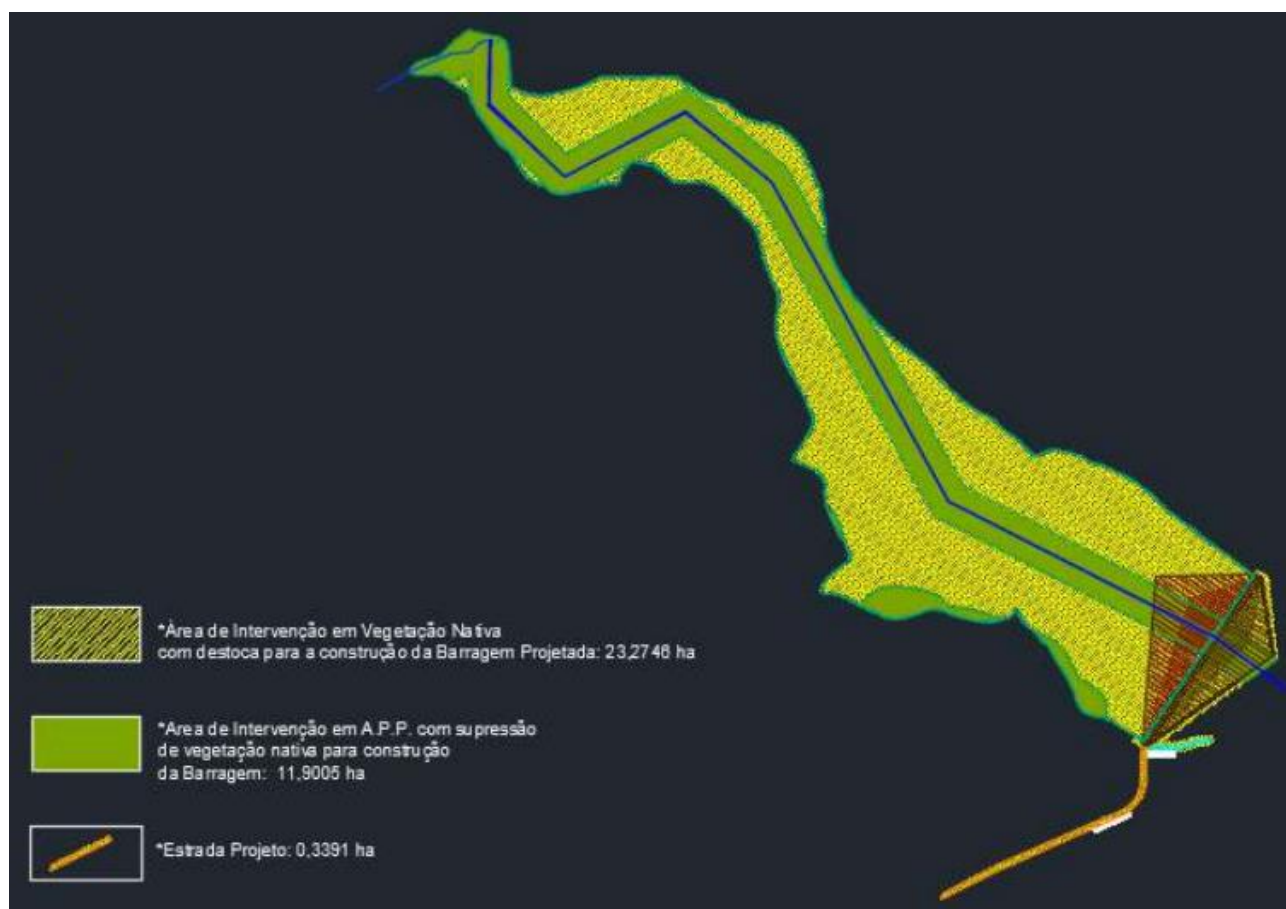 *Área de Intervenção em Vegetação Nativa
com destoca para a construção da Barragem Projetada: 23,2746 ha
*Área de Intervenção em A.P.P. com supressão
de vegetação nativa para construção
da Barragem: 11,9005 ha
*Estrada Projeto: 0,3391 ha